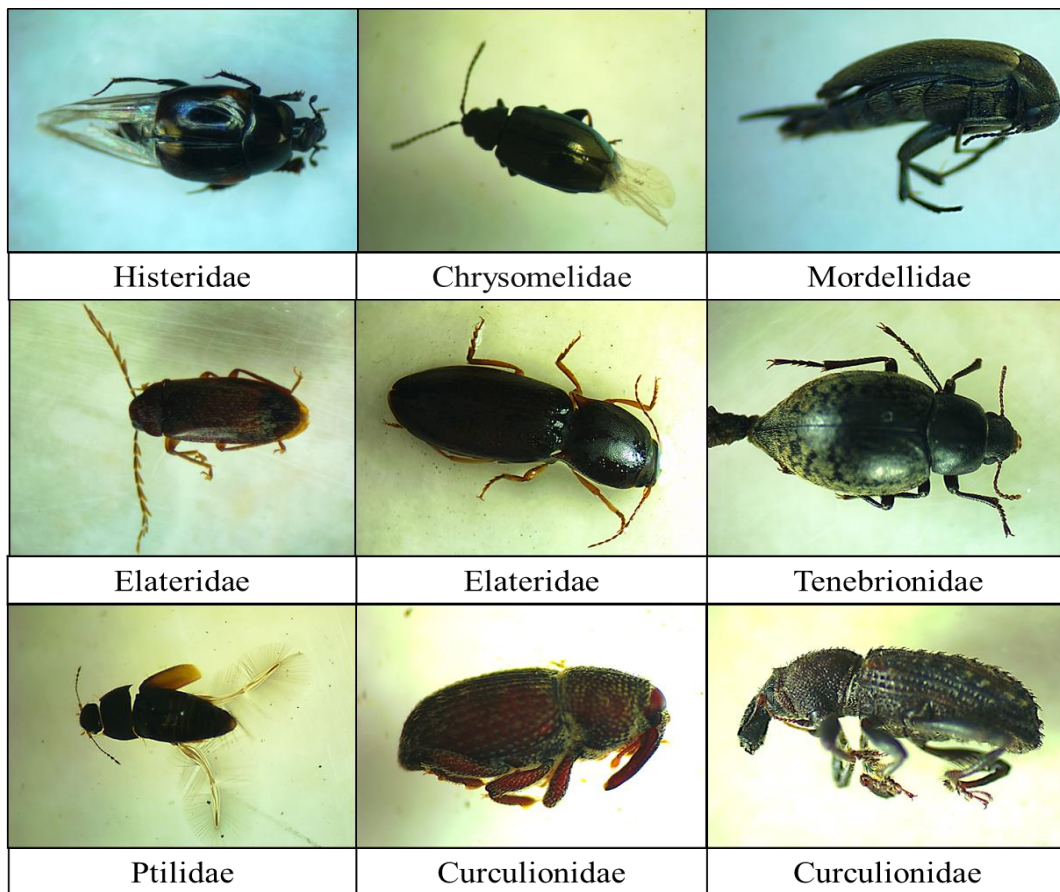 Histeridae
Chrysomelidae
Mordellidae
Elateridae
Elateridae
Tenebrionidae
Ptilidae
Curculionidae
Curculionidae